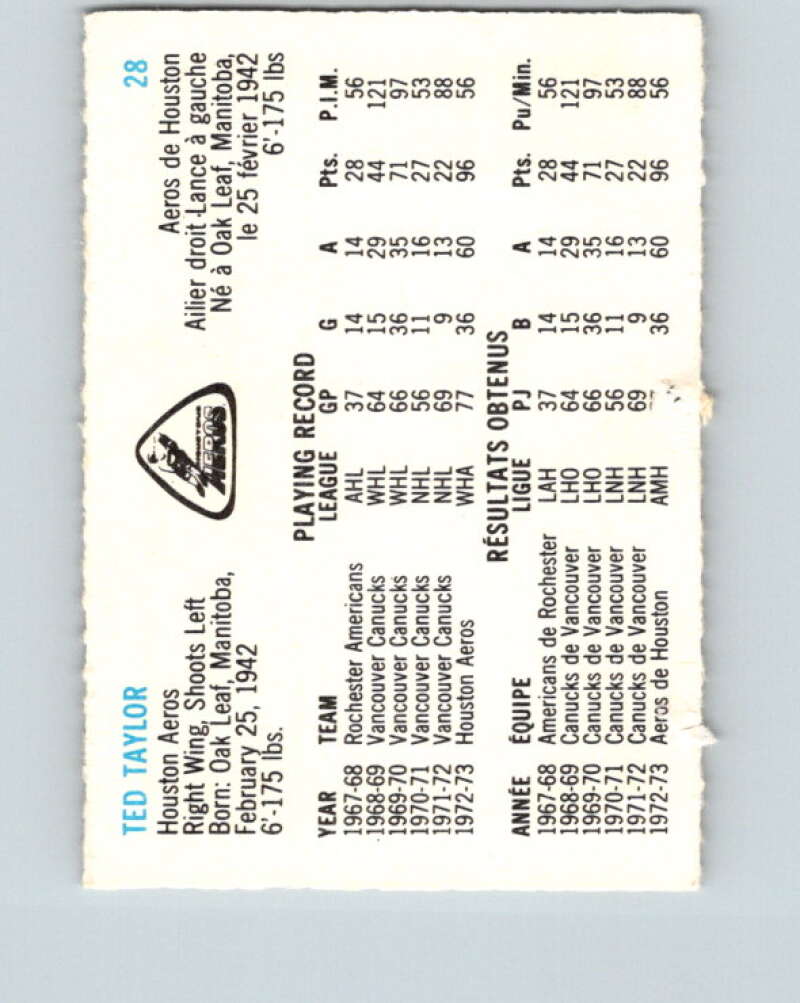 TED TAYLOR 28
Houston Aeros Aeros de Houston
Right Wing, Shoots Left Ailier droit-Lance à gauche
Born: Oak Leaf, Manitoba, Né à Oak Leaf, Manitoba,
February 25, 1942 le 25 février 1942
6'-175 lbs. 6'-175 lbs
AEROS
PLAYING RECORD
YEAR TEAM LEAGUE GP G A Pts. P.I.M.
1967-68 Rochester Americans AHL 37 14 14 28 56
1968-69 Vancouver Canucks WHL 64 15 29 44 121
1969-70 Vancouver Canucks WHL 66 36 35 71 97
1970-71 Vancouver Canucks NHL 56 11 16 27 53
1971-72 Vancouver Canucks NHL 69 9 13 22 88
1972-73 Houston Aeros WHA 77 36 60 96 56
RÉSULTATS OBTENUS
ANNÉE ÉQUIPE LIGUE PJ B A Pts. Pu/Min.
1967-68 Americans de Rochester LAH 37 14 14 28 56
1968-69 Canucks de Vancouver LHO 64 15 29 44 121
1969-70 Canucks de Vancouver LHO 66 36 35 71 97
1970-71 Canucks de Vancouver LNH 56 11 16 27 53
1971-72 Canucks de Vancouver LNH 69 9 13 22 88
1972-73 Aeros de Houston AMH 36 60 96 56